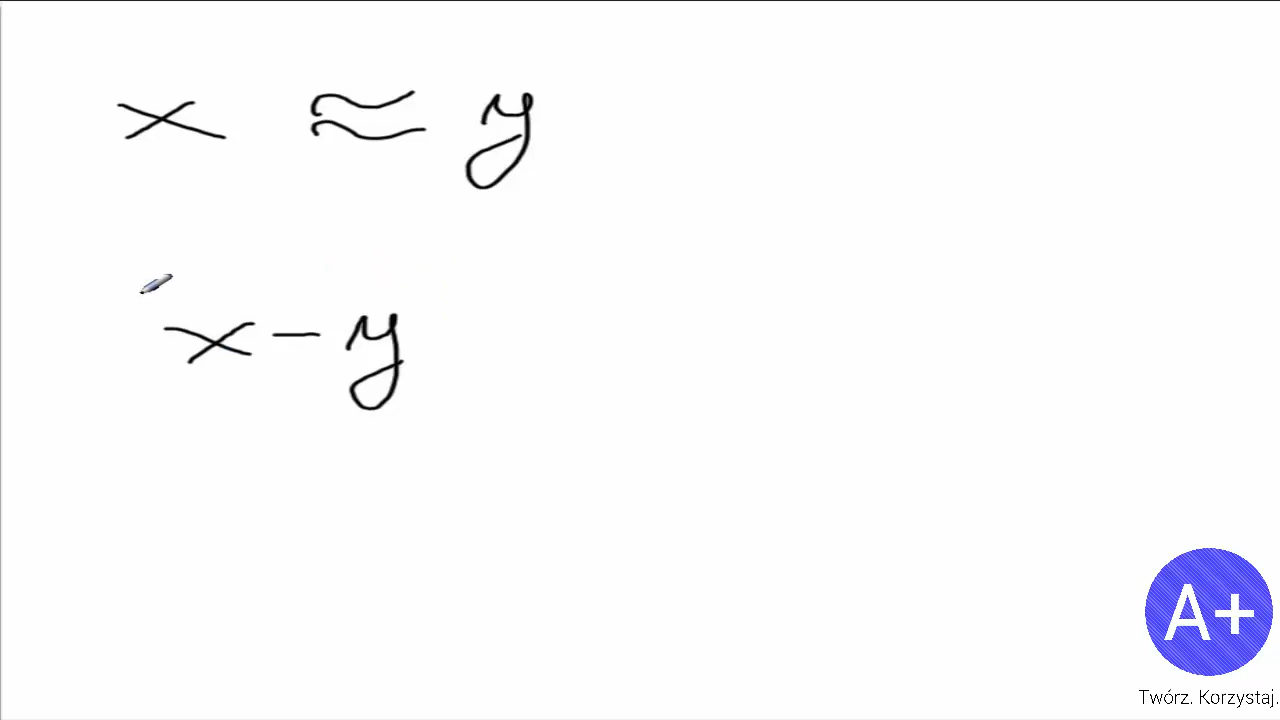 x ≈ y
x - y
A+
Twórz. Korzystaj.